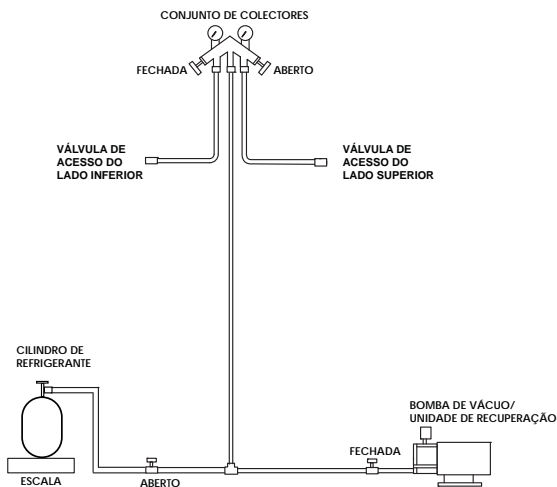 CONJUNTO DE COLECTORES
FECHADA
ABERTO
VÁLVULA DE
ACESSO DO
LADO INFERIOR
VÁLVULA DE
ACESSO DO
LADO SUPERIOR
CILINDRO DE
REFRIGERANTE
BOMBA DE VÁCUO/
UNIDADE DE RECUPERAÇÃO
FECHADA
ESCALA
ABERTO